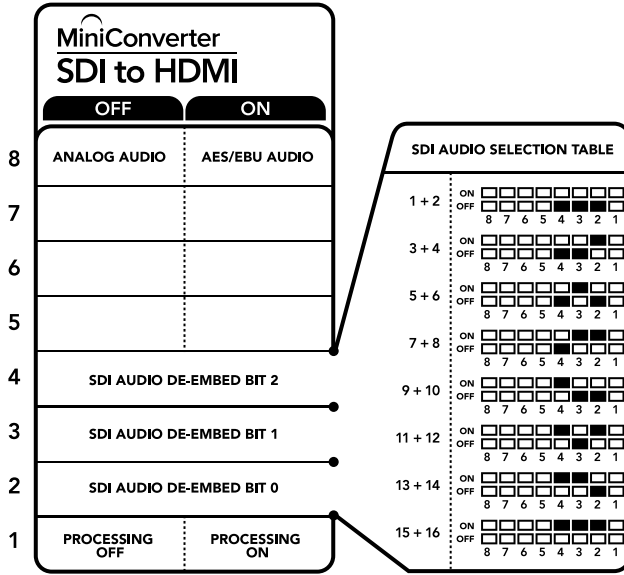 MiniConverter
SDI to HDMI
OFF ON
8 ANALOG AUDIO AES/EBU AUDIO
7
6
5
4 SDI AUDIO DE-EMBED BIT 2
3 SDI AUDIO DE-EMBED BIT 1
2 SDI AUDIO DE-EMBED BIT 0
1 PROCESSING OFF PROCESSING ON
SDI AUDIO SELECTION TABLE
1 + 2 ON
OFF
8 7 6 5 4 3 2 1
3 + 4 ON
OFF
8 7 6 5 4 3 2 1
5 + 6 ON
OFF
8 7 6 5 4 3 2 1
7 + 8 ON
OFF
8 7 6 5 4 3 2 1
9 + 10 ON
OFF
8 7 6 5 4 3 2 1
11 + 12 ON
OFF
8 7 6 5 4 3 2 1
13 + 14 ON
OFF
8 7 6 5 4 3 2 1
15 + 16 ON
OFF
8 7 6 5 4 3 2 1